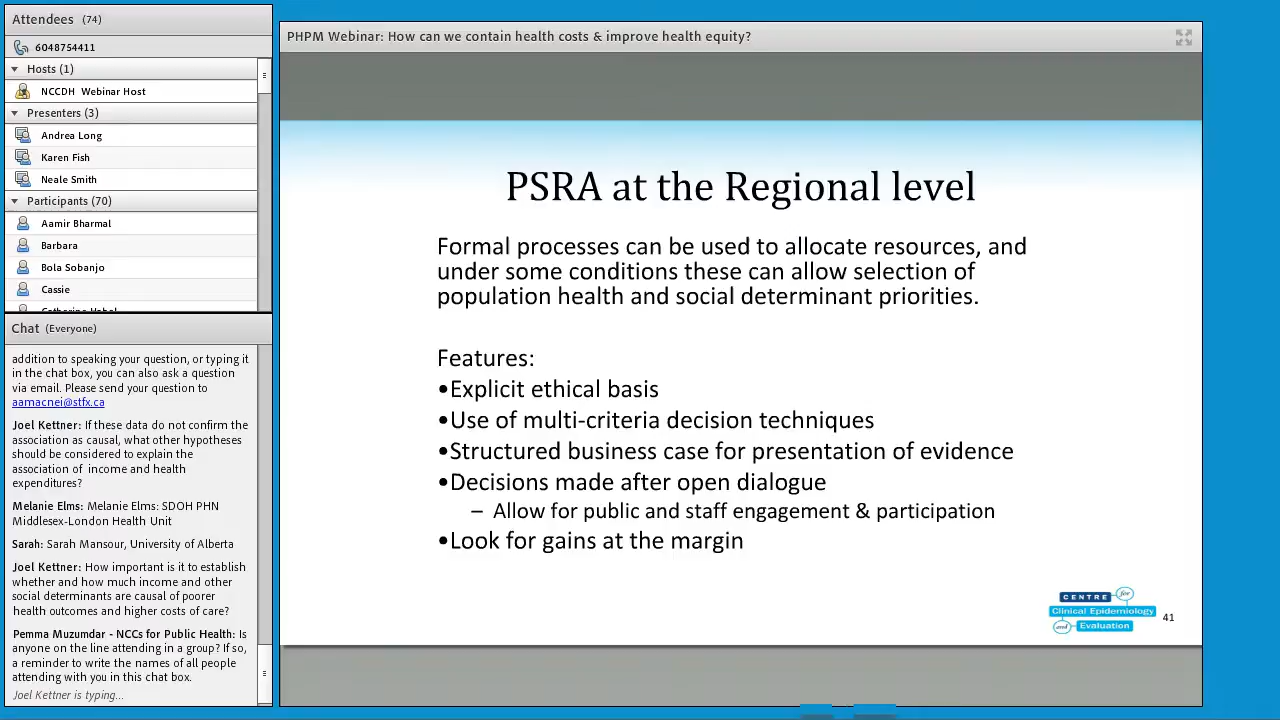 Attendees (74)
6048754411
Hosts (1)
NCCDH Webinar Host
Presenters (3)
Andrea Long
Karen Fish
Neale Smith
Participants (70)
Aamir Bharmal
Barbara
Bola Sobanjo
Cassie
Chat (Everyone)
addition to speaking your question, or typing it
in the chat box, you can also ask a question
via email. Please send your question to
aamacnei@stfx.ca
Joel Kettner: If these data do not confirm the
association as causal, what other hypotheses
should be considered to explain the
association of income and health
expenditures?
Melanie Elms: Melanie Elms: SDOH PHN
Middlesex-London Health Unit
Sarah: Sarah Mansour, University of Alberta
Joel Kettner: How important is it to establish
whether and how much income and other
social determinants are causal of poorer
health outcomes and higher costs of care?
Pemma Muzumdar - NCCs for Public Health: Is
anyone on the line attending in a group? If so,
a reminder to write the names of all people
attending with you in this chat box.
Joel Kettner is typing...
PHPM Webinar: How can we contain health costs & improve health equity?
PSRA at the Regional level
Formal processes can be used to allocate resources, and
under some conditions these can allow selection of
population health and social determinant priorities.
Features:
•Explicit ethical basis
•Use of multi-criteria decision techniques
•Structured business case for presentation of evidence
•Decisions made after open dialogue
– Allow for public and staff engagement & participation
•Look for gains at the margin
CENTRE for
Clinical Epidemiology
and Evaluation
41